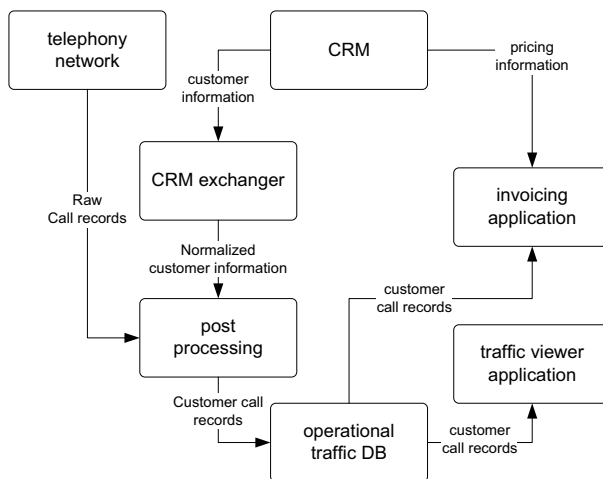 telephony
network
CRM
customer
information
pricing
information
CRM exchanger
invoicing
application
Raw
Call records
Normalized
customer information
customer
call records
post
processing
traffic viewer
application
Customer call
records
operational
traffic DB
customer
call records